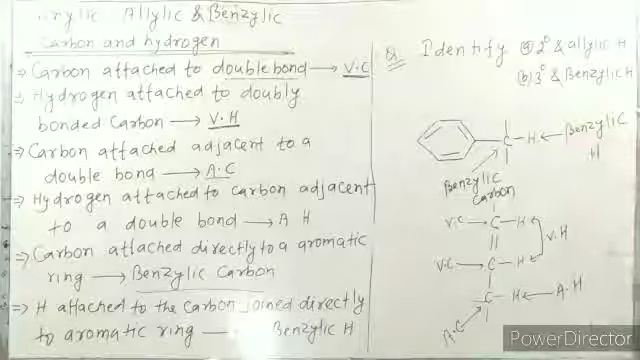 Allylic & Benzylic
Carbon and hydrogen
⇒ Carbon attached to double bond → V.C
⇒ Hydrogen attached to doubly
bonded Carbon → V.H
⇒ Carbon attached adjacent to a
double bond → A.C
⇒ Hydrogen attached to carbon adjacent
to a double bond → A H
⇒ Carbon attached directly to a aromatic
ring → Benzylic Carbon
⇒ H attached to the Carbon joined directly
to aromatic ring — Benzylic H
Q Identify (a) 2° & allylic H
(b) 3° & Benzylic H
C — H ← Benzylic
H
Benzylic
Carbon
V.C → C — H
V.H
V.C → C — H
C — H ← A.H
A.C
PowerDirector